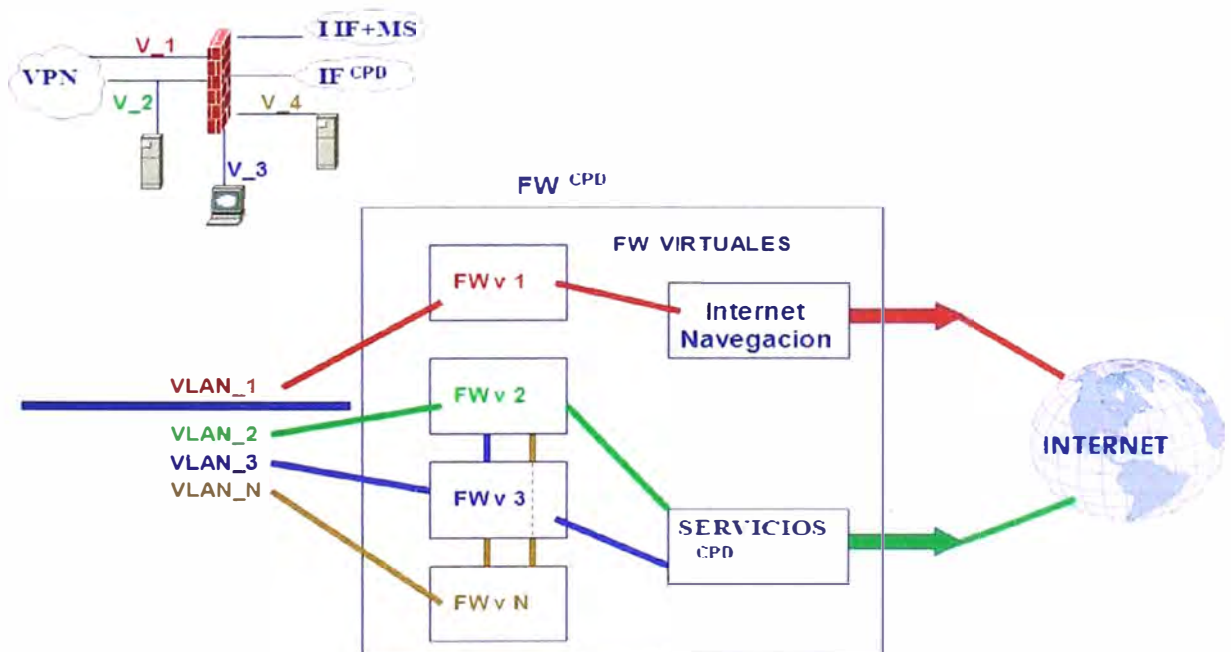 V_1
I IF+MS
VPN
IF CPD
V_2
V_4
V_3
FW CPD
FW VIRTUALES
FW v 1
Internet
Navegacion
VLAN_1
FW v 2
VLAN_2
INTERNET
VLAN_3
VLAN_N
FW v 3
SERVICIOS
CPD
FW v N